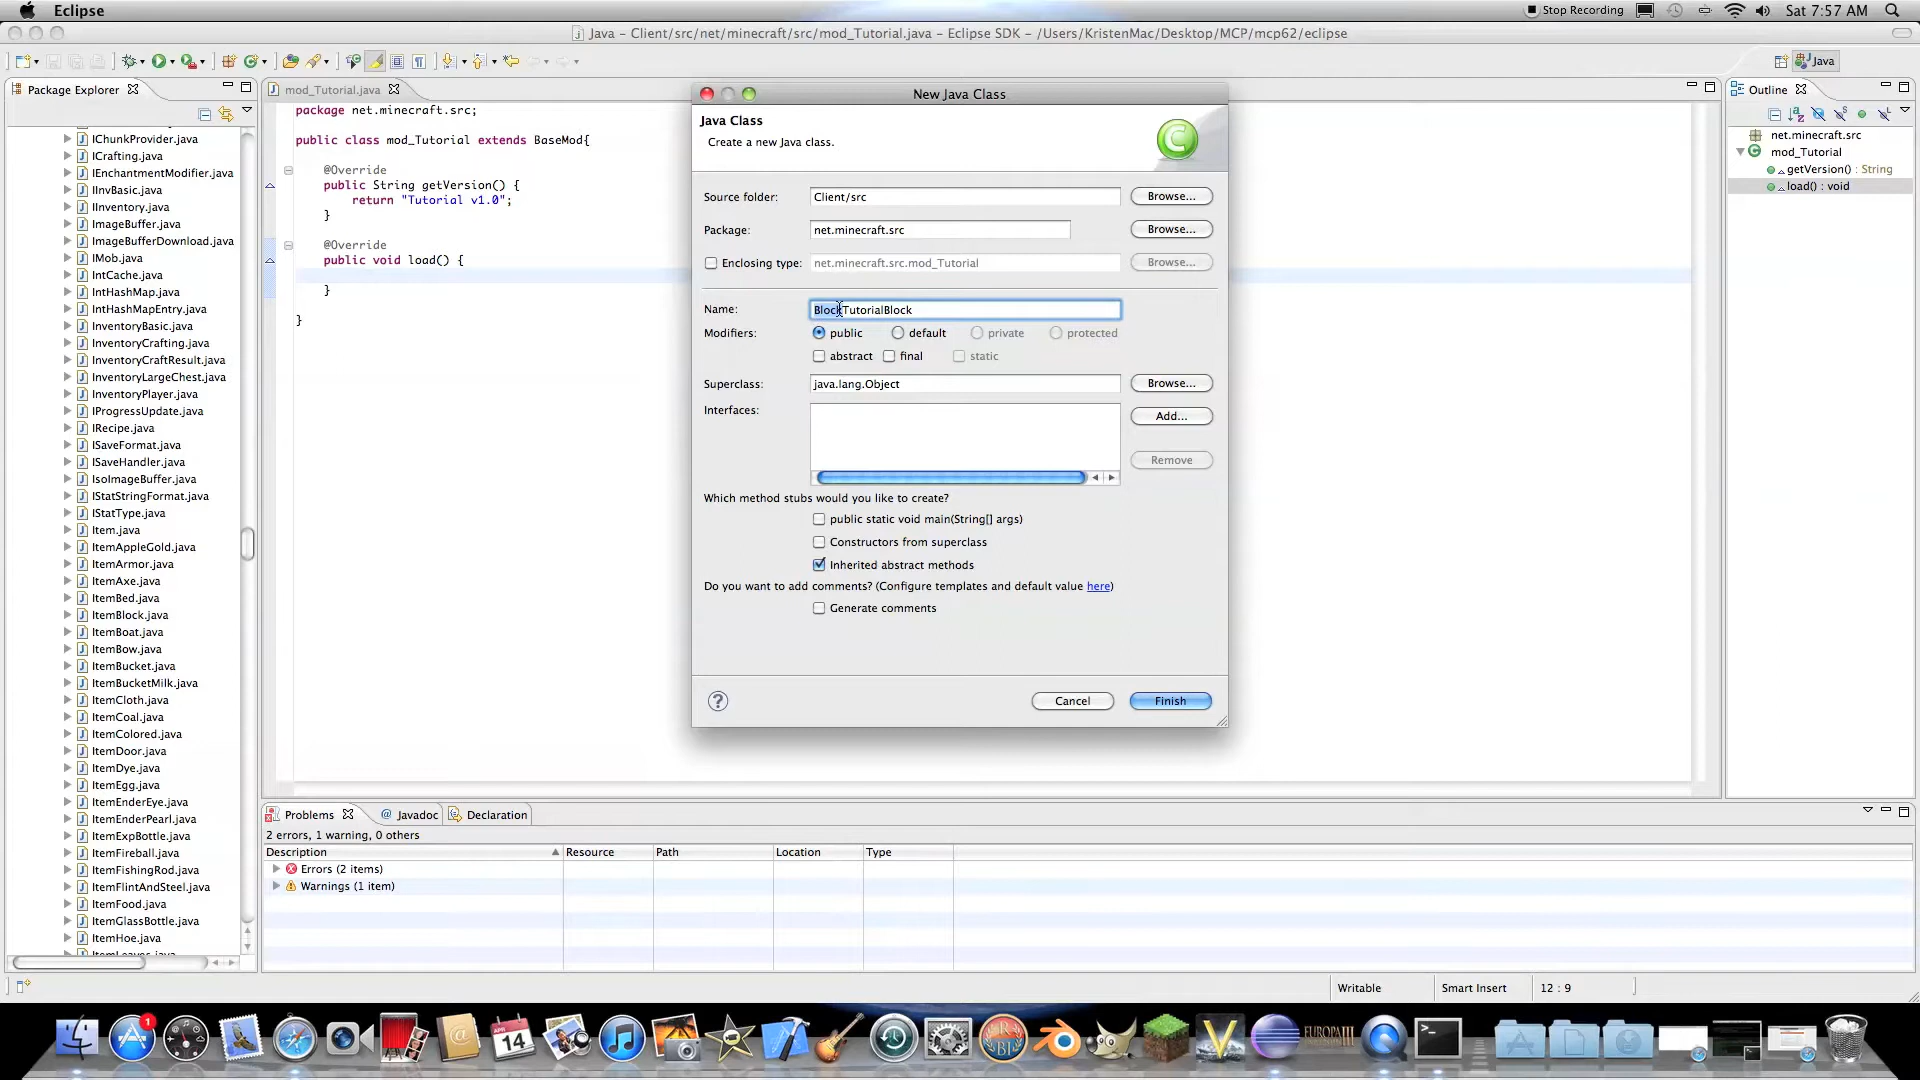 Eclipse
Stop Recording
Sat 7:57 AM
Java – Client/src/net/minecraft/src/mod_Tutorial.java – Eclipse SDK – /Users/KristenMac/Desktop/MCP/mcp62/eclipse
Java
Package Explorer
IChunkProvider.java
ICrafting.java
IEnchantmentModifier.java
IInvBasic.java
IInventory.java
ImageBuffer.java
ImageBufferDownload.java
IMob.java
IntCache.java
IntHashMap.java
IntHashMapEntry.java
InventoryBasic.java
InventoryCrafting.java
InventoryCraftResult.java
InventoryLargeChest.java
InventoryPlayer.java
IProgressUpdate.java
IRecipe.java
ISaveFormat.java
ISaveHandler.java
IsoImageBuffer.java
IStatStringFormat.java
IStatType.java
Item.java
ItemAppleGold.java
ItemArmor.java
ItemAxe.java
ItemBed.java
ItemBlock.java
ItemBoat.java
ItemBow.java
ItemBucket.java
ItemBucketMilk.java
ItemCloth.java
ItemCoal.java
ItemColored.java
ItemDoor.java
ItemDye.java
ItemEgg.java
ItemEnderEye.java
ItemEnderPearl.java
ItemExpBottle.java
ItemFireball.java
ItemFishingRod.java
ItemFlintAndSteel.java
ItemFood.java
ItemGlassBottle.java
ItemHoe.java
mod_Tutorial.java
package net.minecraft.src;
public class mod_Tutorial extends BaseMod{
@Override
public String getVersion() {
return "Tutorial v1.0";
}
@Override
public void load() {
}
}
New Java Class
Java Class
Create a new Java class.
Source folder: Client/src Browse...
Package: net.minecraft.src Browse...
Enclosing type: net.minecraft.src.mod_Tutorial Browse...
Name: BlockTutorialBlock
Modifiers: public default private protected
abstract final static
Superclass: java.lang.Object Browse...
Interfaces: Add...
Remove
Which method stubs would you like to create?
public static void main(String[] args)
Constructors from superclass
Inherited abstract methods
Do you want to add comments? (Configure templates and default value here)
Generate comments
Cancel Finish
Outline
net.minecraft.src
mod_Tutorial
getVersion() : String
load() : void
Problems Javadoc Declaration
2 errors, 1 warning, 0 others
Description Resource Path Location Type
Errors (2 items)
Warnings (1 item)
Writable Smart Insert 12 : 9
1
APR
14
EUROPA III